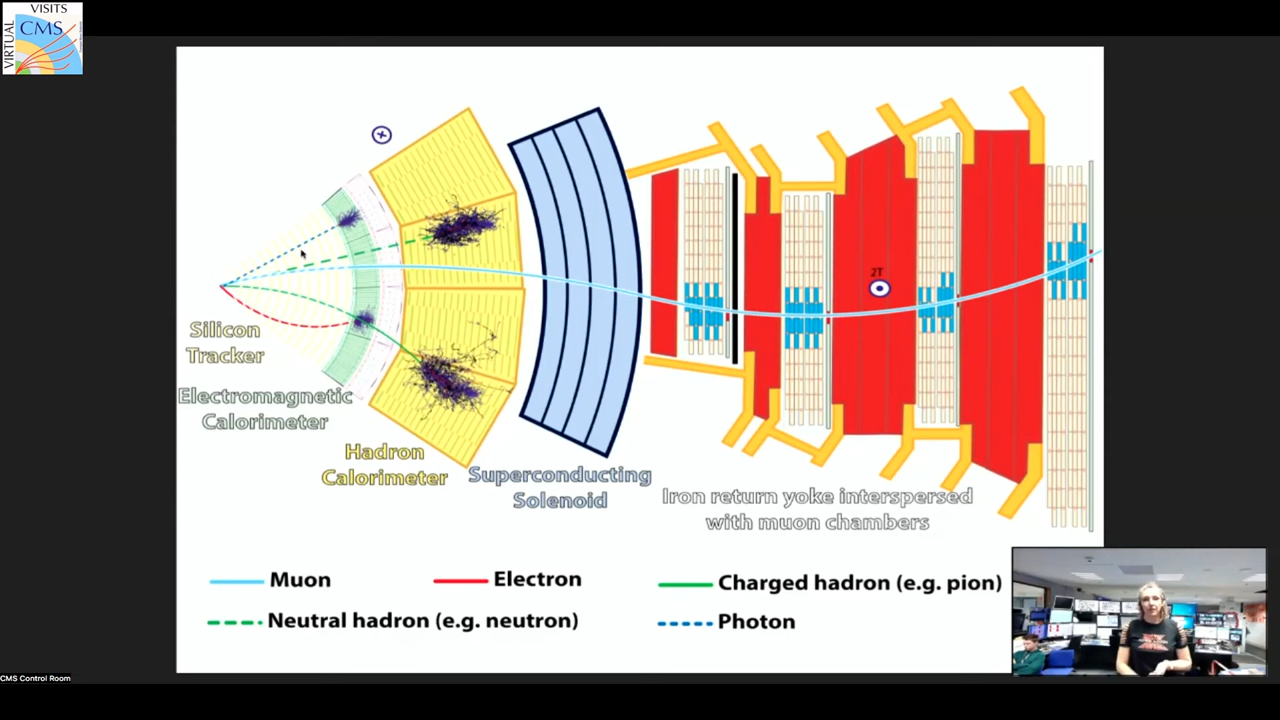 VISITS
CMS
VIRTUAL
2T
Silicon
Tracker
Electromagnetic
Calorimeter
Hadron
Calorimeter
Superconducting
Solenoid
Iron return yoke interspersed
with muon chambers
Muon
Electron
Charged hadron (e.g. pion)
Neutral hadron (e.g. neutron)
Photon
CMS Control Room